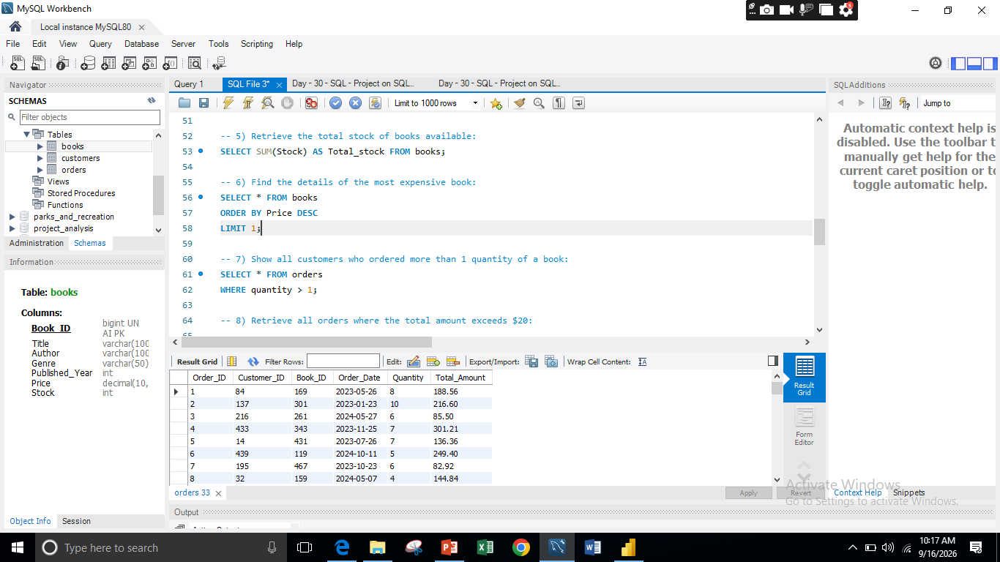 MySQL Workbench
5
Local instance MySQL80
File Edit View Query Database Server Tools Scripting Help
Navigator
SCHEMAS
Filter objects
Tables
books
customers
orders
Views
Stored Procedures
Functions
parks_and_recreation
project_analysis
Administration Schemas
Information
Table: books
Columns:
Book_ID bigint UN
AI PK
Title varchar(100
Author varchar(100
Genre varchar(50)
Published_Year int
Price decimal(10,
Stock int
Object Info Session
Query 1 SQL File 3* Day - 30 - SQL - Project on SQL... Day - 30 - SQL - Project on SQL...
Limit to 1000 rows
51
52 -- 5) Retrieve the total stock of books available:
53 SELECT SUM(Stock) AS Total_stock FROM books;
54
55 -- 6) Find the details of the most expensive book:
56 SELECT * FROM books
57 ORDER BY Price DESC
58 LIMIT 1;
59
60 -- 7) Show all customers who ordered more than 1 quantity of a book:
61 SELECT * FROM orders
62 WHERE quantity > 1;
63
64 -- 8) Retrieve all orders where the total amount exceeds $20:
Result Grid Filter Rows: Edit: Export/Import: Wrap Cell Content:
Order_ID Customer_ID Book_ID Order_Date Quantity Total_Amount
1 84 169 2023-05-26 8 188.56
2 137 301 2023-01-23 10 216.60
3 216 261 2024-05-27 6 85.50
4 433 343 2023-11-25 7 301.21
5 14 431 2023-07-26 7 136.36
6 439 119 2024-10-11 5 249.40
7 195 467 2023-10-23 6 82.92
8 32 159 2024-05-07 4 144.84
Result
Grid
Form
Editor
orders 33
Apply Revert
Output
SQLAdditions
Jump to
Automatic context help is
disabled. Use the toolbar t
manually get help for the
current caret position or to
toggle automatic help.
Context Help Snippets
Activate Windows
Go to Settings to activate Windows.
Type here to search
10:17 AM
9/16/2026